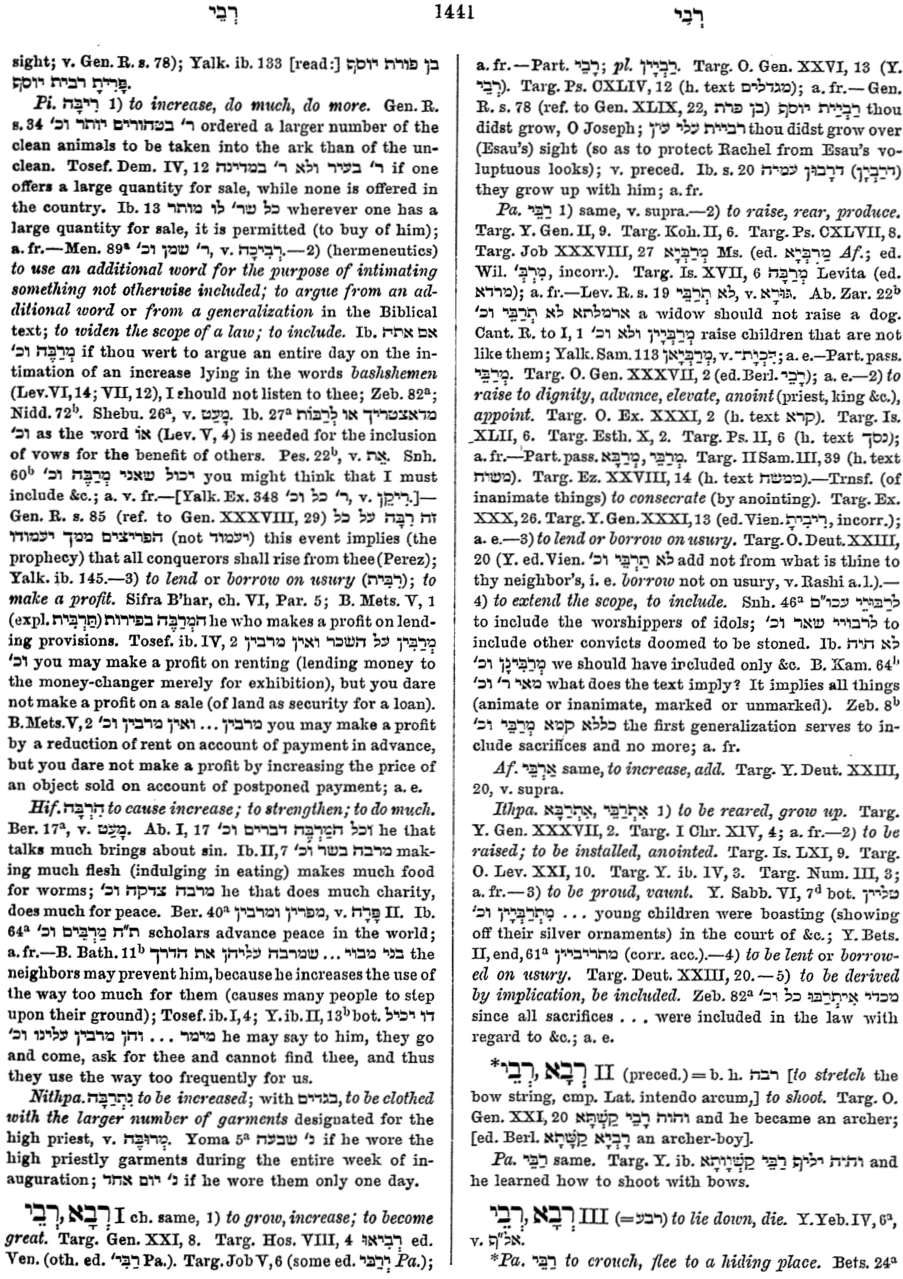 רְבֵי
1441
רְבִי
sight; v. Gen. R. s. 78); Yalk. ib. 133 [read:] בן פורת יוסף
פְּרִיַת רבית יוסף.
Pi. רִיבָּה 1) to increase, do much, do more. Gen. R.
s. 34 ר' בטהורים יותר וכ' ordered a larger number of the
clean animals to be taken into the ark than of the un-
clean. Tosef. Dem. IV, 12 ר' בעיר ולא ר' במדינה if one
offers a large quantity for sale, while none is offered in
the country. Ib. 13 כל שר' לו מותר wherever one has a
large quantity for sale, it is permitted (to buy of him);
a. fr.—Men. 89ᵃ ר' שמן וכ', v. רְבִיכָה.—2) (hermeneutics)
to use an additional word for the purpose of intimating
something not otherwise included; to argue from an ad-
ditional word or from a generalization in the Biblical
text; to widen the scope of a law; to include. Ib. אם אתה
מְרַבֶּה וכ' if thou wert to argue an entire day on the in-
timation of an increase lying in the words bashshemen
(Lev. VI, 14; VII, 12), I should not listen to thee; Zeb. 82ᵃ;
Nidd. 72ᵇ. Shebu. 26ᵃ, v. מָעַט. Ib. 27ᵃ מדאצטריך או לְרַבּוֹת
וכ' as the word אוֹ (Lev. V, 4) is needed for the inclusion
of vows for the benefit of others. Pes. 22ᵇ, v. אֵת. Snh.
60ᵇ יכול שאני מְרַבֶּה וכ' you might think that I must
include &c.; a. v. fr.—[Yalk. Ex. 348 ר' כל וכ', v. רִיקֵן.]—
Gen. R. s. 85 (ref. to Gen. XXXVIII, 29) זה רִבָּה על כל
הפריצים ממך יעמודו (not יעמוד) this event implies (the
prophecy) that all conquerors shall rise from thee (Perez);
Yalk. ib. 145.—3) to lend or borrow on usury (רִבִּית); to
make a profit. Sifra B'har, ch. VI, Par. 5; B. Mets. V, 1
(expl. תַּרְבִּית) הַמְרַבֶּה בפירות he who makes a profit on lend-
ing provisions. Tosef. ib. IV, 2 מְרַבִּין על השכר ואין מרבין
וכ' you may make a profit on renting (lending money to
the money-changer merely for exhibition), but you dare
not make a profit on a sale (of land as security for a loan).
B. Mets. V, 2 מרבין ... ואין מרבין וכ' you may make a profit
by a reduction of rent on account of payment in advance,
but you dare not make a profit by increasing the price of
an object sold on account of postponed payment; a. e.
Hif. הִרְבָּה to cause increase; to strengthen; to do much.
Ber. 17ᵃ, v. מָעַט. Ab. I, 17 וכל הַמַּרְבֶּה דברים וכ' he that
talks much brings about sin. Ib. II, 7 מרבה בשר וכ' mak-
ing much flesh (indulging in eating) makes much food
for worms; מרבה צדקה וכ' he that does much charity,
does much for peace. Ber. 40ᵃ מפרין ומרבין, v. פָּרָה II. Ib.
64ᵃ ת"ח מַרְבִּים וכ' scholars advance peace in the world;
a. fr.—B. Bath. 11ᵇ בני מבוי ... שמרבה עליהן את הדרך the
neighbors may prevent him, because he increases the use of
the way too much for them (causes many people to step
upon their ground); Tosef. ib. I, 4; Y. ib. II, 13ᵇ bot. דו יכיל
מימר ... והן מרבין עלינו וכ' he may say to him, they go
and come, ask for thee and cannot find thee, and thus
they use the way too frequently for us.
Nithpa. נִתְרַבָּה to be increased; with בגדים, to be clothed
with the larger number of garments designated for the
high priest, v. מְרוּבֶּה. Yoma 5ᵃ נ' שבעה if he wore the
high priestly garments during the entire week of in-
auguration; נ' יום אחד if he wore them only one day.
רְבָא, רְבֵי I ch. same, 1) to grow, increase; to become
great. Targ. Gen. XXI, 8. Targ. Hos. VIII, 4 רְבִיאוּ ed.
Ven. (oth. ed. רַבִּי' Pa.). Targ. Job V, 6 (some ed. יְרַבֵּי Pa.);
a. fr.—Part. רָבֵי; pl. רָבְיָין. Targ. O. Gen. XXVI, 13 (Y.
רָבֵי). Targ. Ps. CXLIV, 12 (h. text מגדלים); a. fr.—Gen.
R. s. 78 (ref. to Gen. XLIX, 22, בן פרת) רְבָיַית יוסף thou
didst grow, O Joseph; רביית עלי עין thou didst grow over
(Esau's) sight (so as to protect Rachel from Esau's vo-
luptuous looks); v. preced. Ib. s. 20 דרָבוּן עמיה (דרָבְיָן)
they grow up with him; a. fr.
Pa. רַבֵּי 1) same, v. supra.—2) to raise, rear, produce.
Targ. Y. Gen. II, 9. Targ. Koh. II, 6. Targ. Ps. CXLVII, 8.
Targ. Job XXXVIII, 27 מְרַבְּיָא Ms. (ed. מַרְבְּיָא Af.; ed.
Wil. מְרְבְּ', incorr.). Targ. Is. XVII, 6 מְרַבָּה Levita (ed.
מרדא); a. fr.—Lev. R. s. 19 לא תְרַבֵּי, v. גּוּרָא. Ab. Zar. 22ᵇ
ארמלתא לא תְרַבֵּי וכ' a widow should not raise a dog.
Cant. R. to I, 1 מְרַבְּיָין ולא וכ' raise children that are not
like them; Yalk. Sam. 113 מְרַבְּיָאן, v. דַּכְיָת־; a. e.—Part. pass.
מְרַבֵּי. Targ. O. Gen. XXXVII, 2 (ed. Berl. רָבֵי); a. e.—2) to
raise to dignity, advance, elevate, anoint (priest, king &c.),
appoint. Targ. O. Ex. XXXI, 2 (h. text קרא). Targ. Is.
XLII, 6. Targ. Esth. X, 2. Targ. Ps. II, 6 (h. text נסך);
a. fr.—Part. pass. מְרַבֵּי, מְרַבָּא. Targ. II Sam. III, 39 (h. text
משוח). Targ. Ez. XXVIII, 14 (h. text ממשח).—Trnsf. (of
inanimate things) to consecrate (by anointing). Targ. Ex.
XXX, 26. Targ. Y. Gen. XXXI, 13 (ed. Vien. רִיבִית, incorr.);
a. e.—3) to lend or borrow on usury. Targ. O. Deut. XXIII,
20 (Y. ed. Vien. לא תַרְבֵּי וכ' add not from what is thine to
thy neighbor's, i. e. borrow not on usury, v. Rashi a. l.).—
4) to extend the scope, to include. Snh. 46ᵃ לְרַבּוּיֵי עכו"ם
to include the worshippers of idols; לרבויי שאר וכ' to
include other convicts doomed to be stoned. Ib. לא היה
מְרַבִּינָן וכ' we should have included only &c. B. Kam. 64ᵇ
מאי ר' וכ' what does the text imply? It implies all things
(animate or inanimate, marked or unmarked). Zeb. 8ᵇ
כללא קמא מְרַבֵּי וכ' the first generalization serves to in-
clude sacrifices and no more; a. fr.
Af. אַרְבֵּי same, to increase, add. Targ. Y. Deut. XXIII,
20, v. supra.
Ithpa. אִתְרַבֵּי, אִתְרַבָּא 1) to be reared, grow up. Targ.
Y. Gen. XXXVII, 2. Targ. I Chr. XIV, 4; a. fr.—2) to be
raised; to be installed, anointed. Targ. Is. LXI, 9. Targ.
O. Lev. XXI, 10. Targ. Y. ib. IV, 3. Targ. Num. III, 3;
a. fr.—3) to be proud, vaunt. Y. Sabb. VI, 7ᵈ bot. טליין
מִתְרַבְּיָין וכ' ... young children were boasting (showing
off their silver ornaments) in the court of &c.; Y. Bets.
II, end, 61ᵃ מתרויביין (corr. acc.).—4) to be lent or borrow-
ed on usury. Targ. Deut. XXIII, 20.—5) to be derived
by implication, be included. Zeb. 82ᵃ מכדי אִיתְרַבּוּ כל וכ'
since all sacrifices ... were included in the law with
regard to &c.; a. e.
*רְבָא, רְבֵי II (preced.) = b. h. רבה [to stretch the
bow string, cmp. Lat. intendo arcum,] to shoot. Targ. O.
Gen. XXI, 20 והוה רָבֵי קַשְׁתָּא and he became an archer;
[ed. Berl. רָבְיָא קַשָּׁתָא an archer-boy].
Pa. רַבֵּי same. Targ. Y. ib. והוה יליף רַבֵּי קַשְׁוָותָא and
he learned how to shoot with bows.
רְבָא, רְבֵי III (=רבע) to lie down, die. Y. Yeb. IV, 6ᵃ,
v. אל"ף.
*Pa. רַבֵּי to crouch, flee to a hiding place. Bets. 24ᵃ